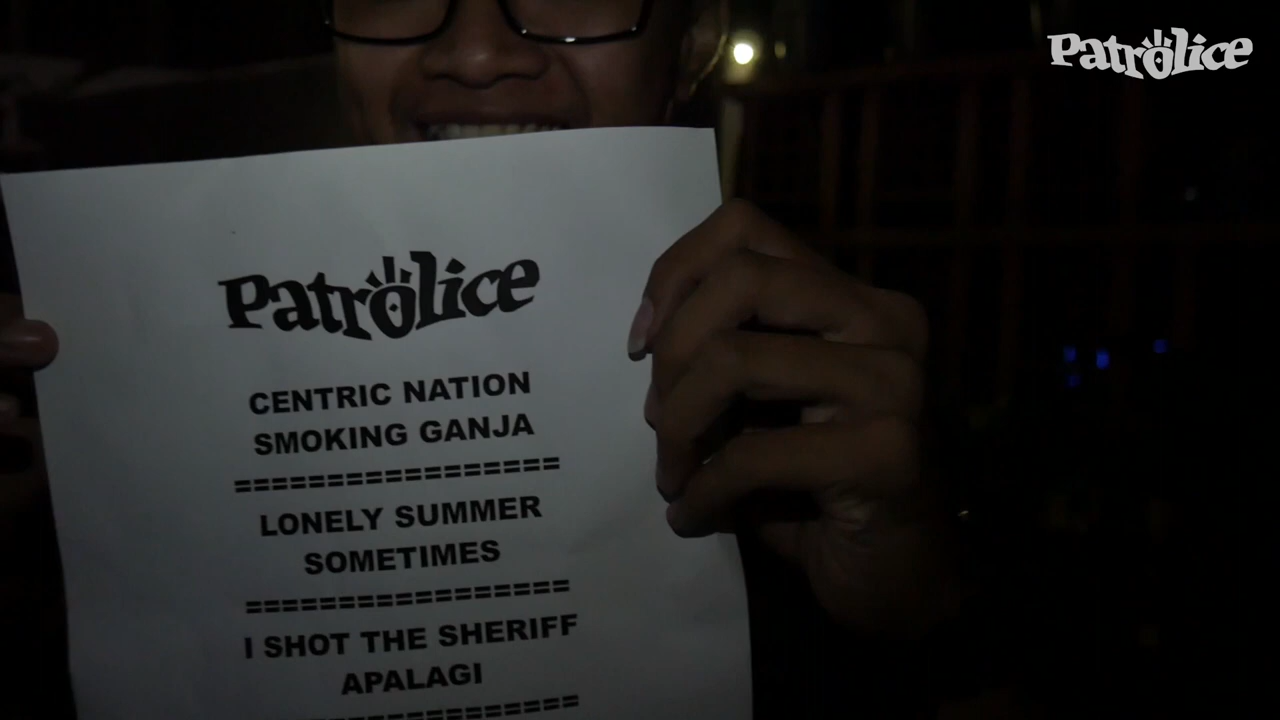 Patrolice
Patrolice
CENTRIC NATION
SMOKING GANJA
=================
LONELY SUMMER
SOMETIMES
=================
I SHOT THE SHERIFF
APALAGI
=================